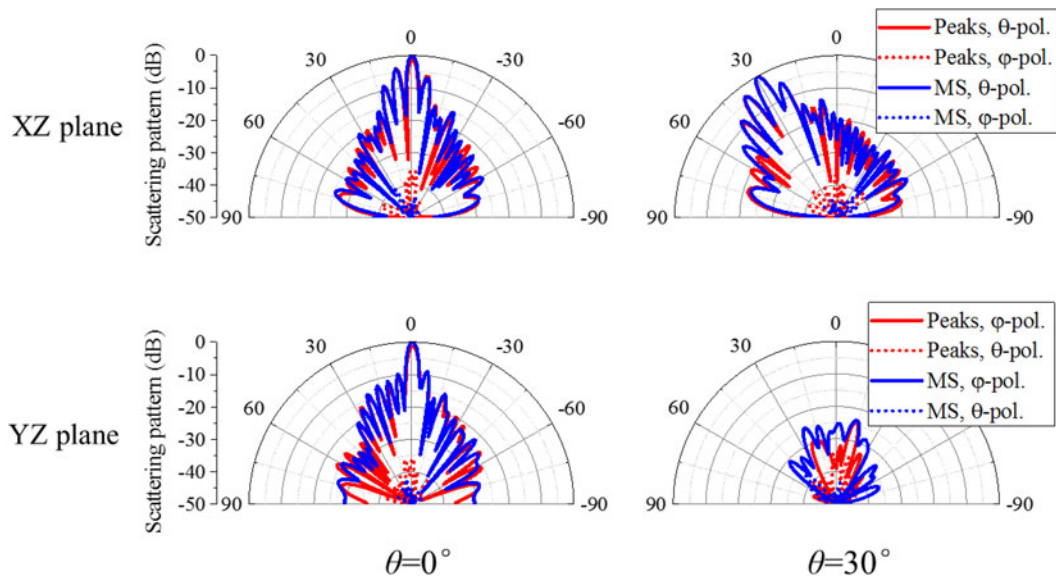 XZ plane
Scattering pattern (dB)
0
-10
-20
-30
-40
-50
90
60
30
0
-30
-60
-90
90
60
30
0
-90
Peaks, θ-pol.
Peaks, φ-pol.
MS, θ-pol.
MS, φ-pol.
YZ plane
Scattering pattern (dB)
0
-10
-20
-30
-40
-50
90
60
30
0
-30
-60
-90
90
60
30
0
-90
Peaks, φ-pol.
Peaks, θ-pol.
MS, φ-pol.
MS, θ-pol.
θ=0°
θ=30°